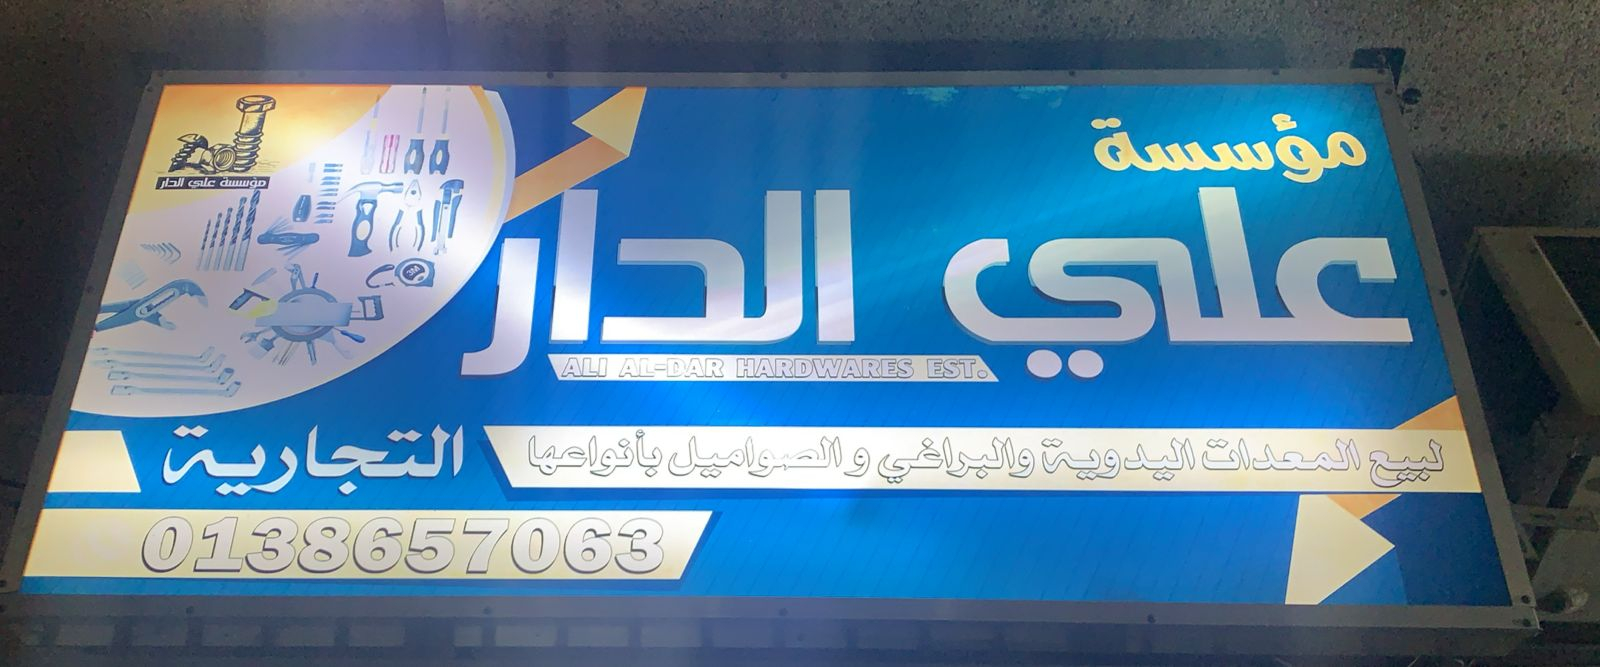 مؤسسة
علي الدار
ALI AL-DAR HARDWARES EST.
لبيع المعدات اليدوية والبراغي و الصواميل بأنواعها
التجارية
0138657063
مؤسسة علي الدار
3M